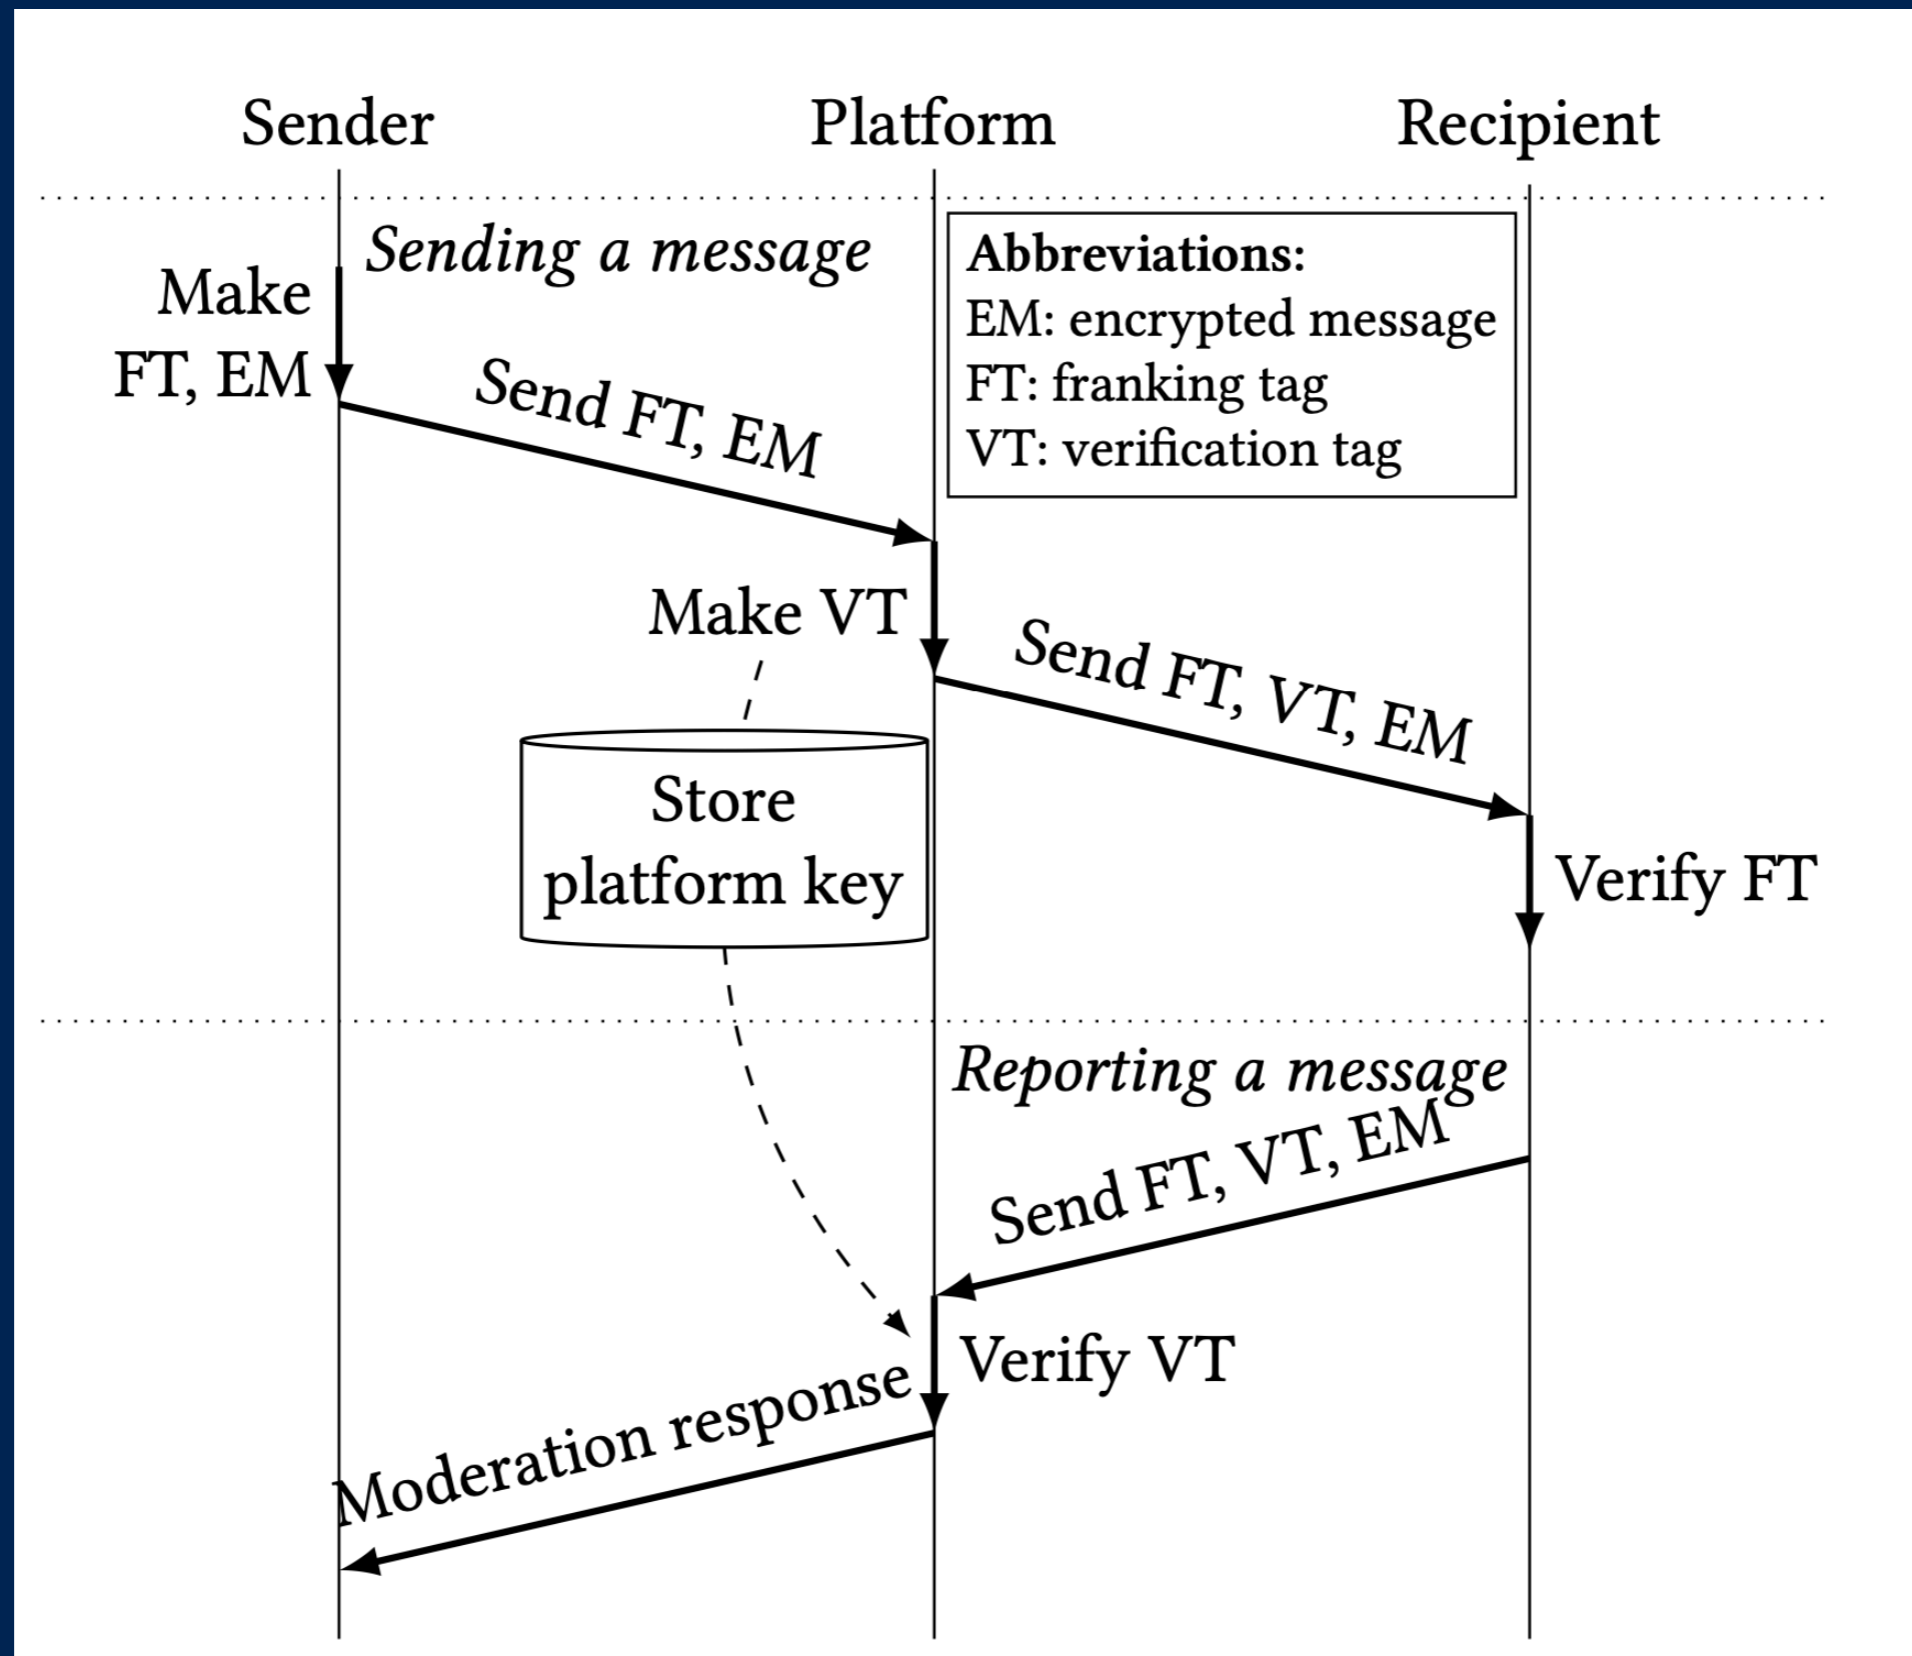 Sender
Platform
Recipient
Sending a message
Abbreviations:
EM: encrypted message
FT: franking tag
VT: verification tag
Make
FT, EM
Send FT, EM
Make VT
Send FT, VT, EM
Store
platform key
Verify FT
Reporting a message
Send FT, VT, EM
Verify VT
Moderation response